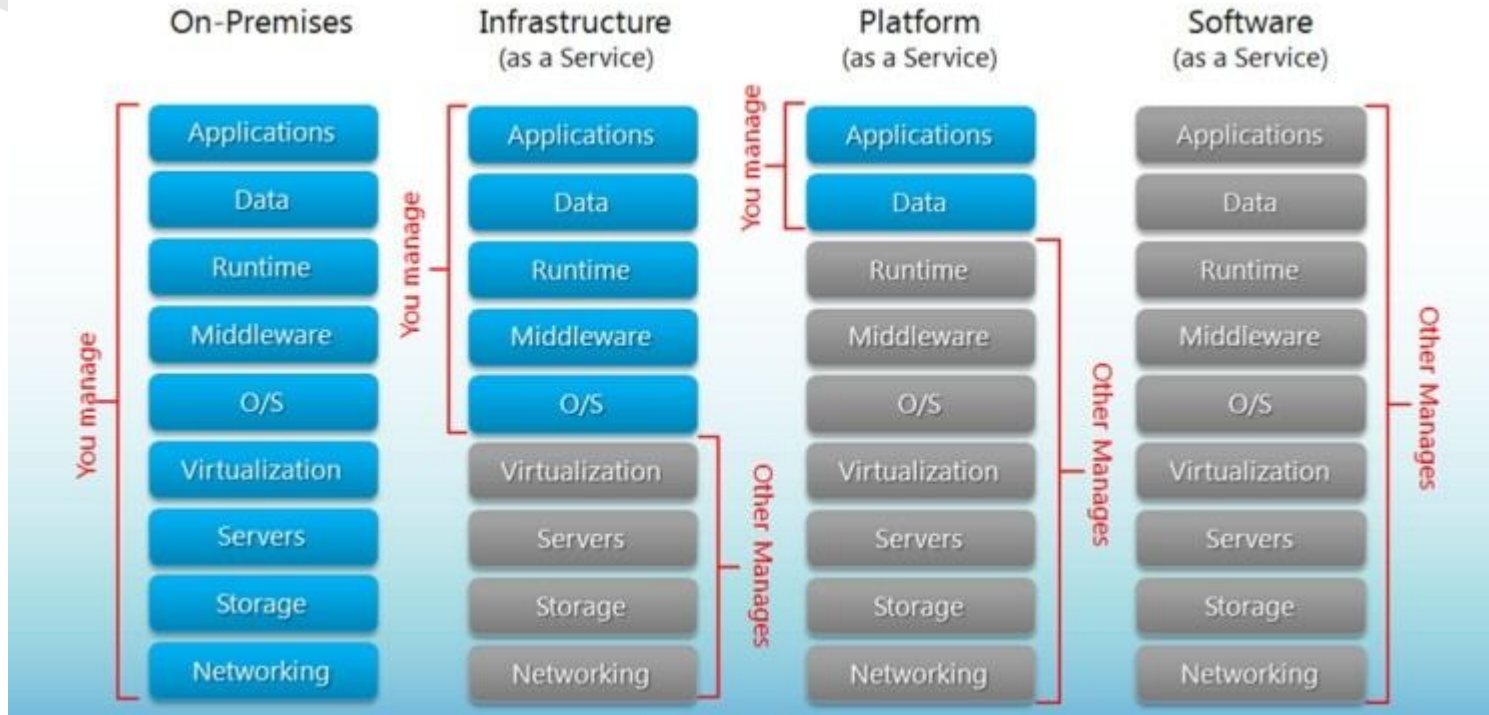 On-Premises
You manage
Applications
Data
Runtime
Middleware
O/S
Virtualization
Servers
Storage
Networking
Infrastructure
(as a Service)
You manage
Applications
Data
Runtime
Middleware
O/S
Virtualization
Servers
Storage
Networking
Other Manages
Platform
(as a Service)
You manage
Applications
Data
Runtime
Middleware
O/S
Virtualization
Servers
Storage
Networking
Other Manages
Software
(as a Service)
Applications
Data
Runtime
Middleware
O/S
Virtualization
Servers
Storage
Networking
Other Manages